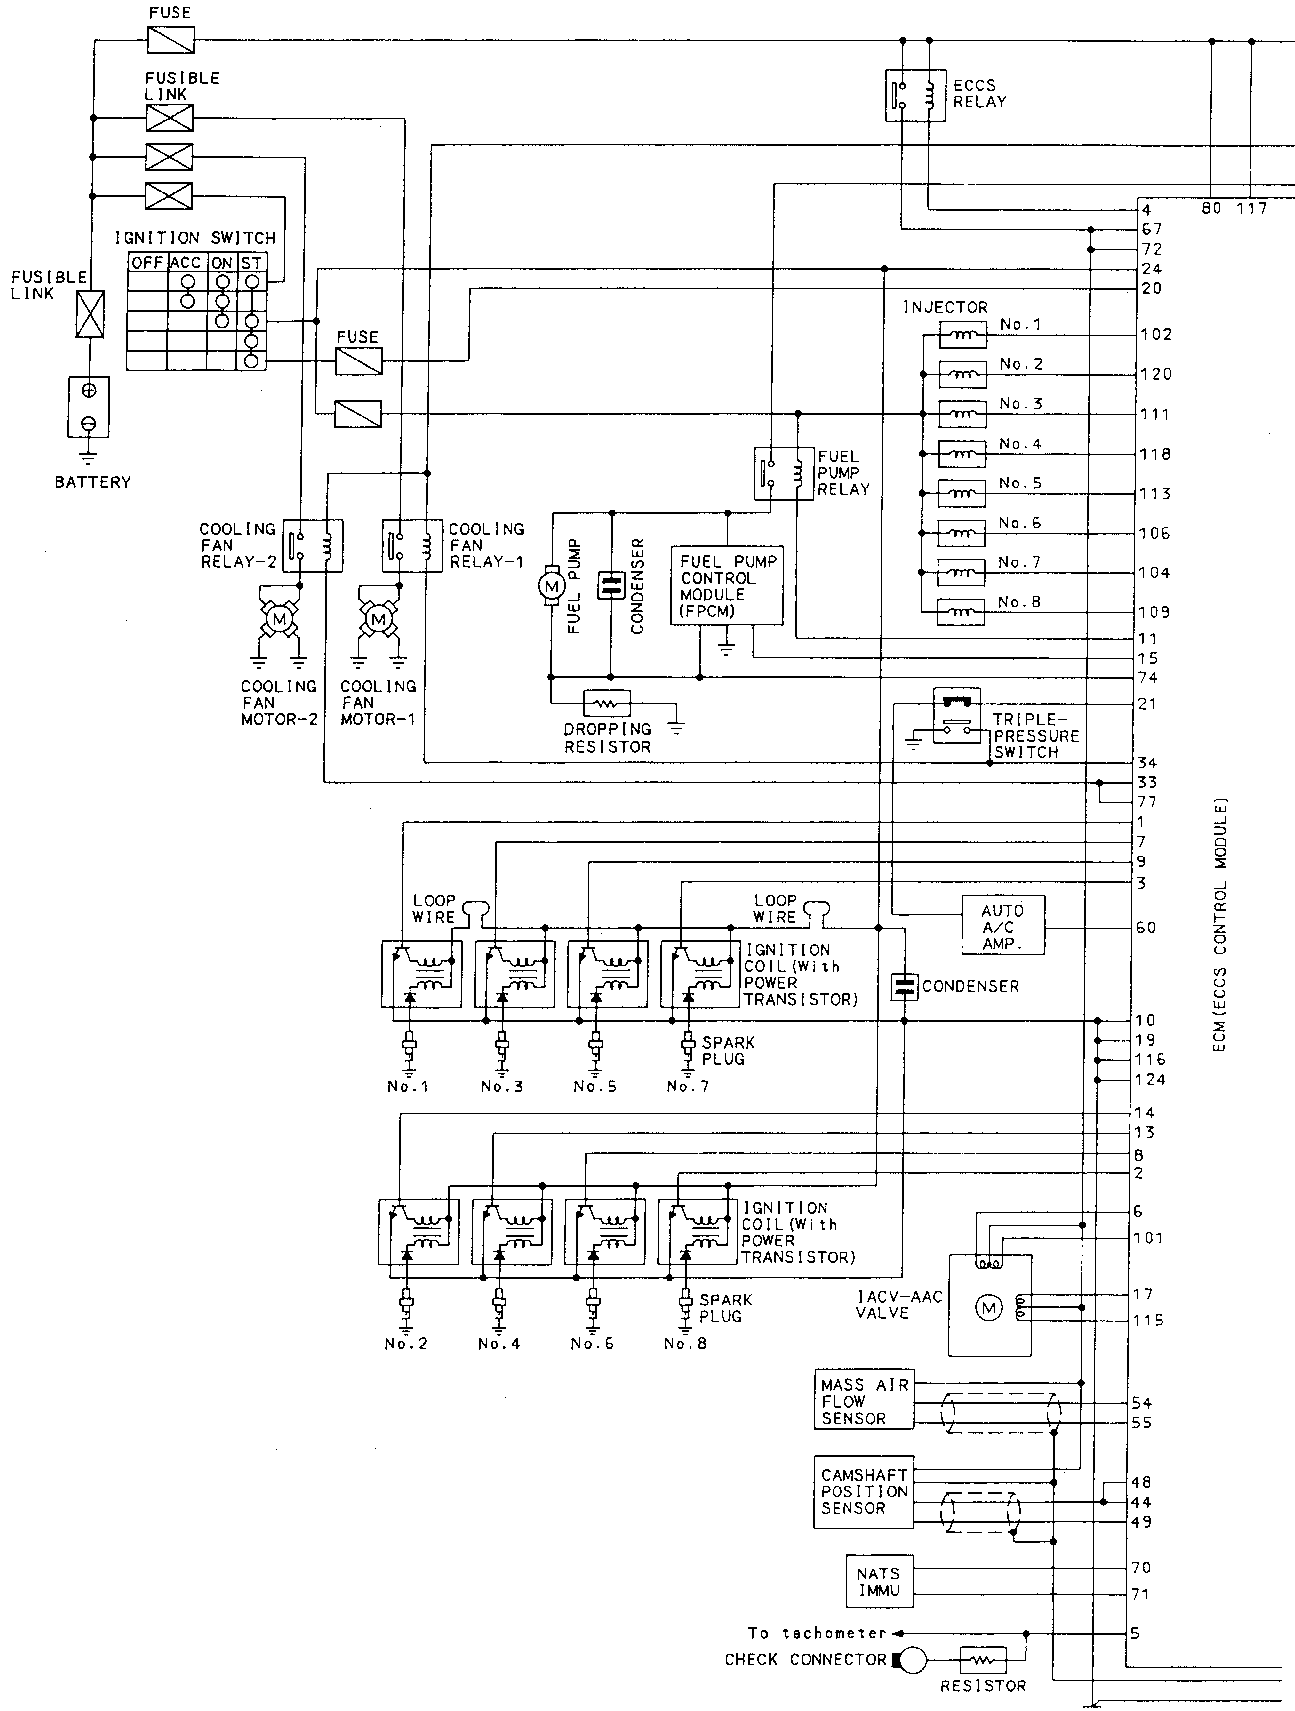 FUSE
FUSIBLE
LINK
ECCS
RELAY
4
80 117
67
72
IGNITION SWITCH
OFF ACC ON ST
24
FUSIBLE
LINK
20
INJECTOR
No.1
102
FUSE
No.2
120
No.3
111
No.4
118
FUEL
PUMP
RELAY
BATTERY
No.5
113
No.6
106
COOLING
FAN
RELAY-2
COOLING
FAN
RELAY-1
FUEL PUMP
CONDENSER
FUEL PUMP
CONTROL
MODULE
(FPCM)
M
No.7
104
No.8
109
M
M
11
15
74
COOLING
FAN
MOTOR-2
COOLING
FAN
MOTOR-1
21
DROPPING
RESISTOR
TRIPLE-
PRESSURE
SWITCH
34
33
77
ECM(ECCS CONTROL MODULE)
1
7
9
3
LOOP
WIRE
LOOP
WIRE
AUTO
A/C
AMP.
60
IGNITION
COIL(With
POWER
TRANSISTOR)
CONDENSER
10
19
116
124
SPARK
PLUG
No.1
No.3
No.5
No.7
14
13
8
2
IGNITION
COIL(With
POWER
TRANSISTOR)
6
101
IACV-AAC
VALVE
M
17
115
SPARK
PLUG
No.2
No.4
No.6
No.8
MASS AIR
FLOW
SENSOR
54
55
CAMSHAFT
POSITION
SENSOR
48
44
49
NATS
IMMU
70
71
To tachometer
5
CHECK CONNECTOR
RESISTOR